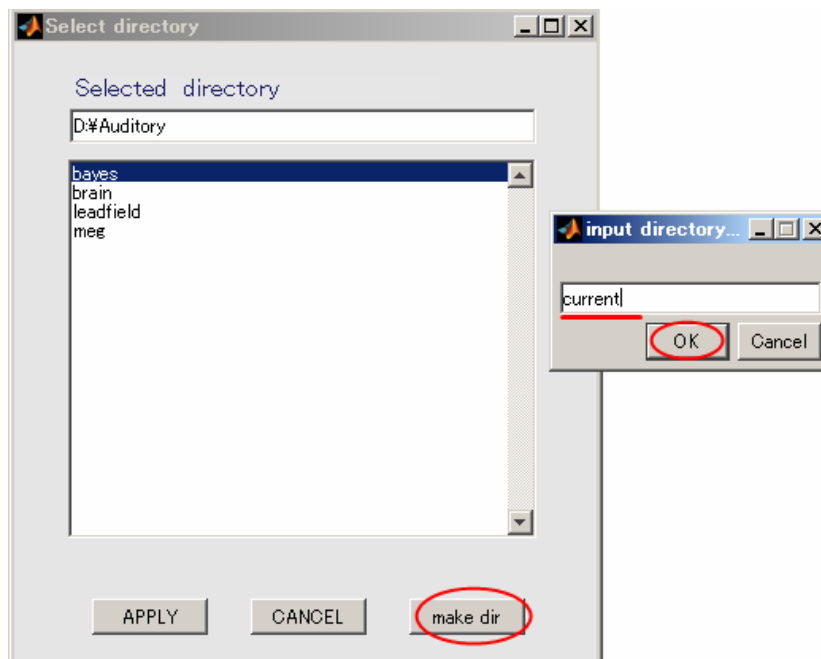 Select directory
Selected directory
D:¥Auditory
bayes
brain
leadfield
meg
input directory...
current
OK
Cancel
APPLY
CANCEL
make dir